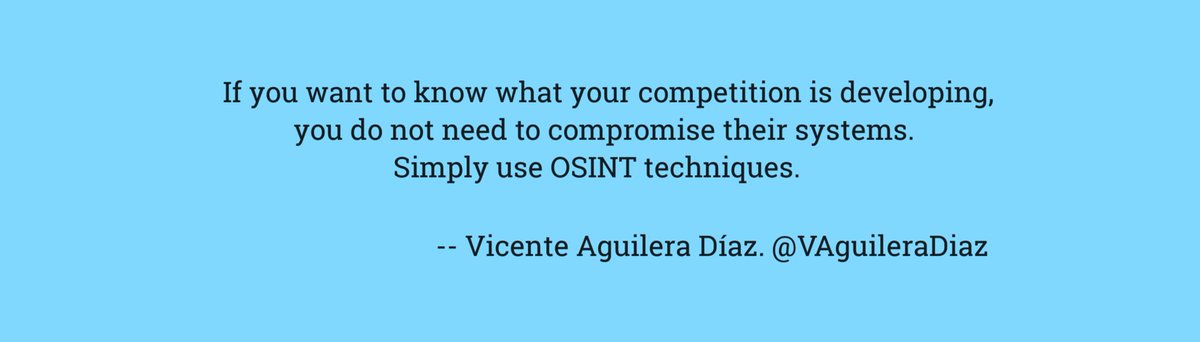 If you want to know what your competition is developing,
you do not need to compromise their systems.
Simply use OSINT techniques.
-- Vicente Aguilera Díaz. @VAguileraDiaz